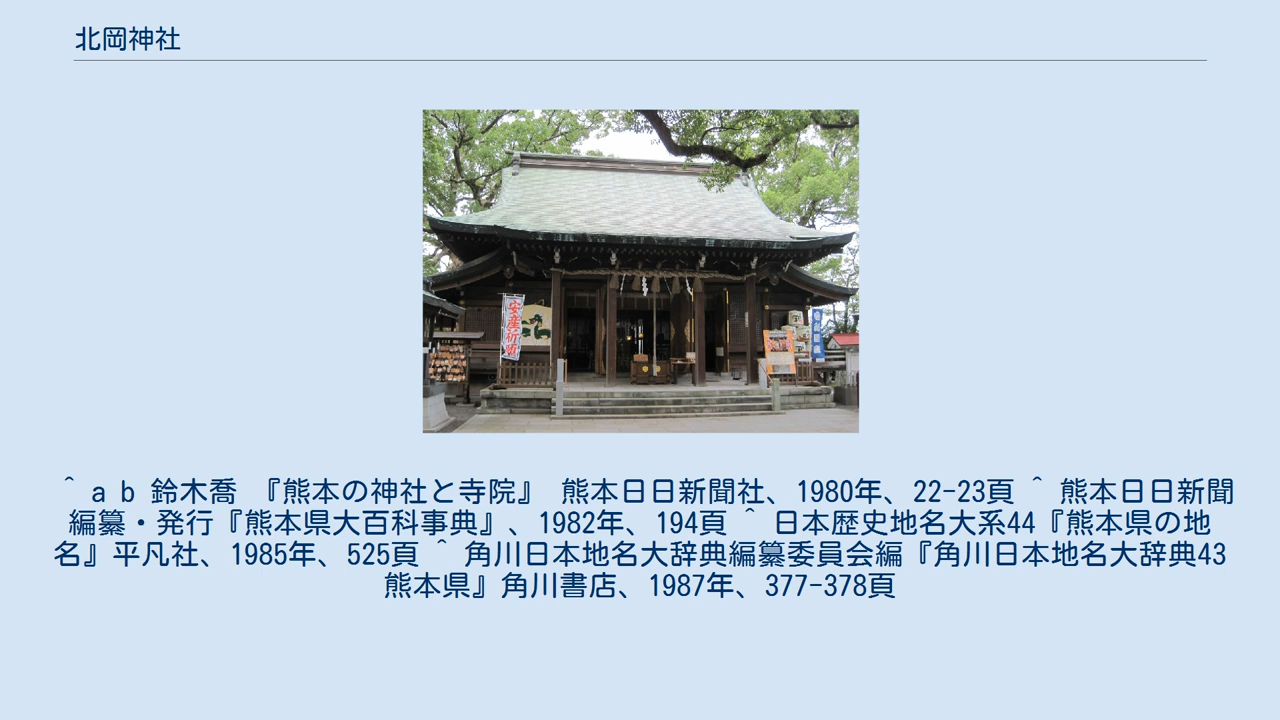 北岡神社
安産祈願
＾ a b 鈴木喬 『熊本の神社と寺院』 熊本日日新聞社、1980年、22-23頁 ＾ 熊本日日新聞
編纂・発行『熊本県大百科事典』、1982年、194頁 ＾ 日本歴史地名大系44『熊本県の地
名』平凡社、1985年、525頁 ＾ 角川日本地名大辞典編纂委員会編『角川日本地名大辞典43
熊本県』角川書店、1987年、377-378頁